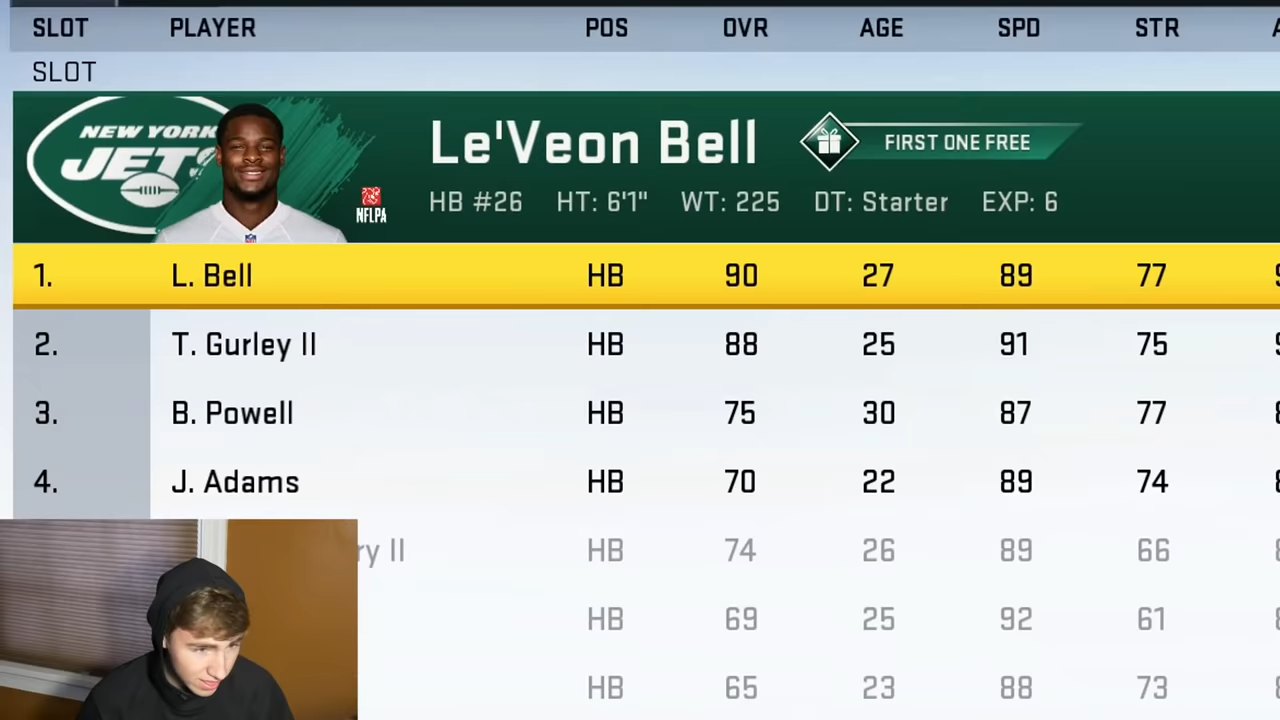 SLOT PLAYER POS OVR AGE SPD STR
SLOT
NEW YORK JETS
Le'Veon Bell FIRST ONE FREE
HB #26 HT: 6'1" WT: 225 DT: Starter EXP: 6
NFLPA
1. L. Bell HB 90 27 89 77
2. T. Gurley II HB 88 25 91 75
3. B. Powell HB 75 30 87 77
4. J. Adams HB 70 22 89 74
ry II HB 74 26 89 66
HB 69 25 92 61
HB 65 23 88 73